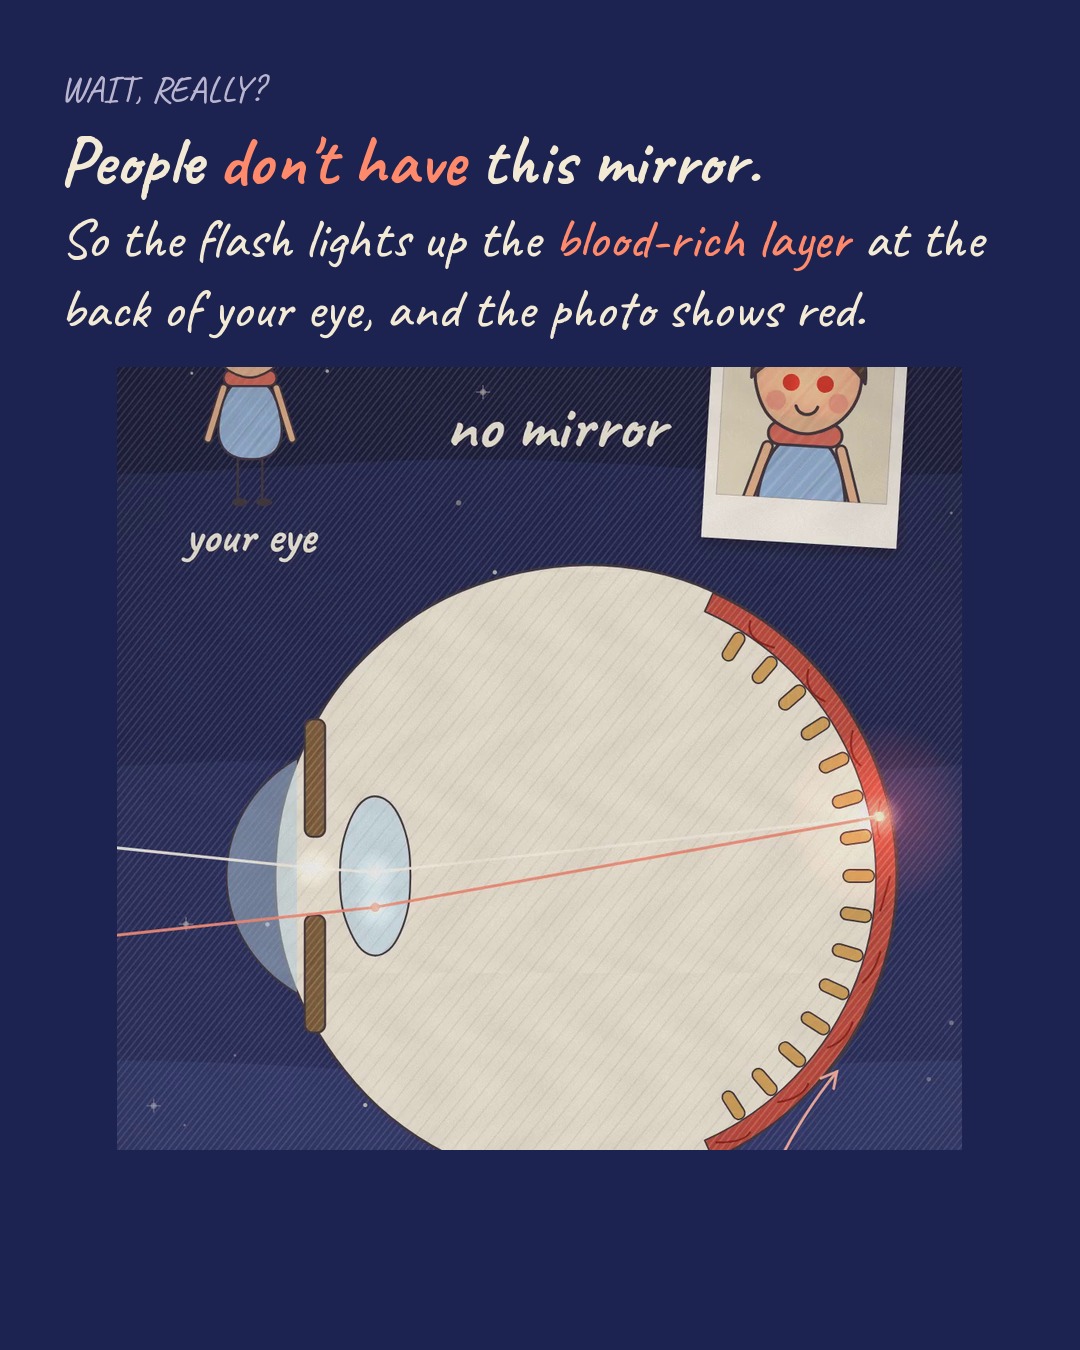 WAIT, REALLY?
People don't have this mirror.
So the flash lights up the blood-rich layer at the
back of your eye, and the photo shows red.
no mirror
your eye